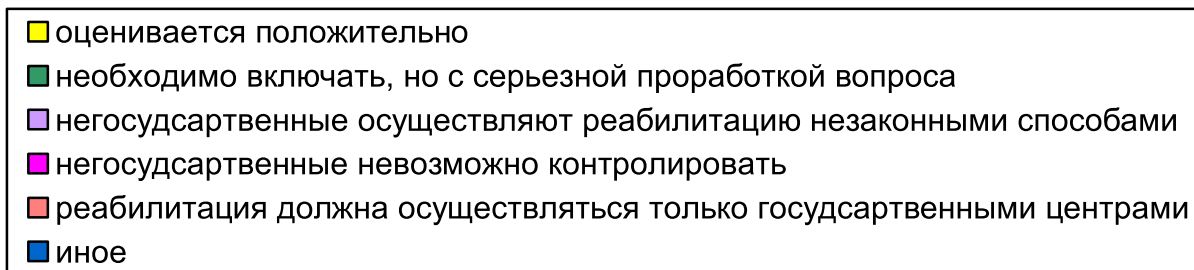 оценивается положительно
необходимо включать, но с серьезной проработкой вопроса
негосудсартвенные осуществляют реабилитацию незаконными способами
негосудсартвенные невозможно контролировать
реабилитация должна осуществляться только госудсартвенными центрами
иное